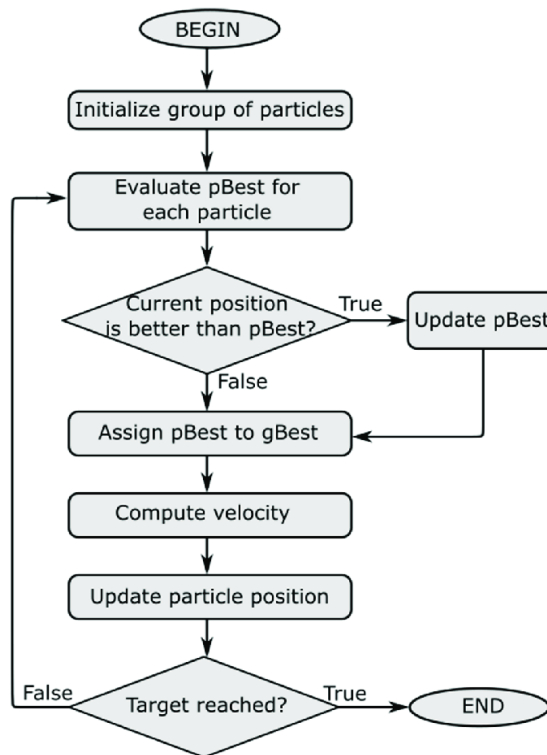 BEGIN
Initialize group of particles
Evaluate pBest for
each particle
Current position
is better than pBest?
True
Update pBest
False
Assign pBest to gBest
Compute velocity
Update particle position
False
Target reached?
True
END